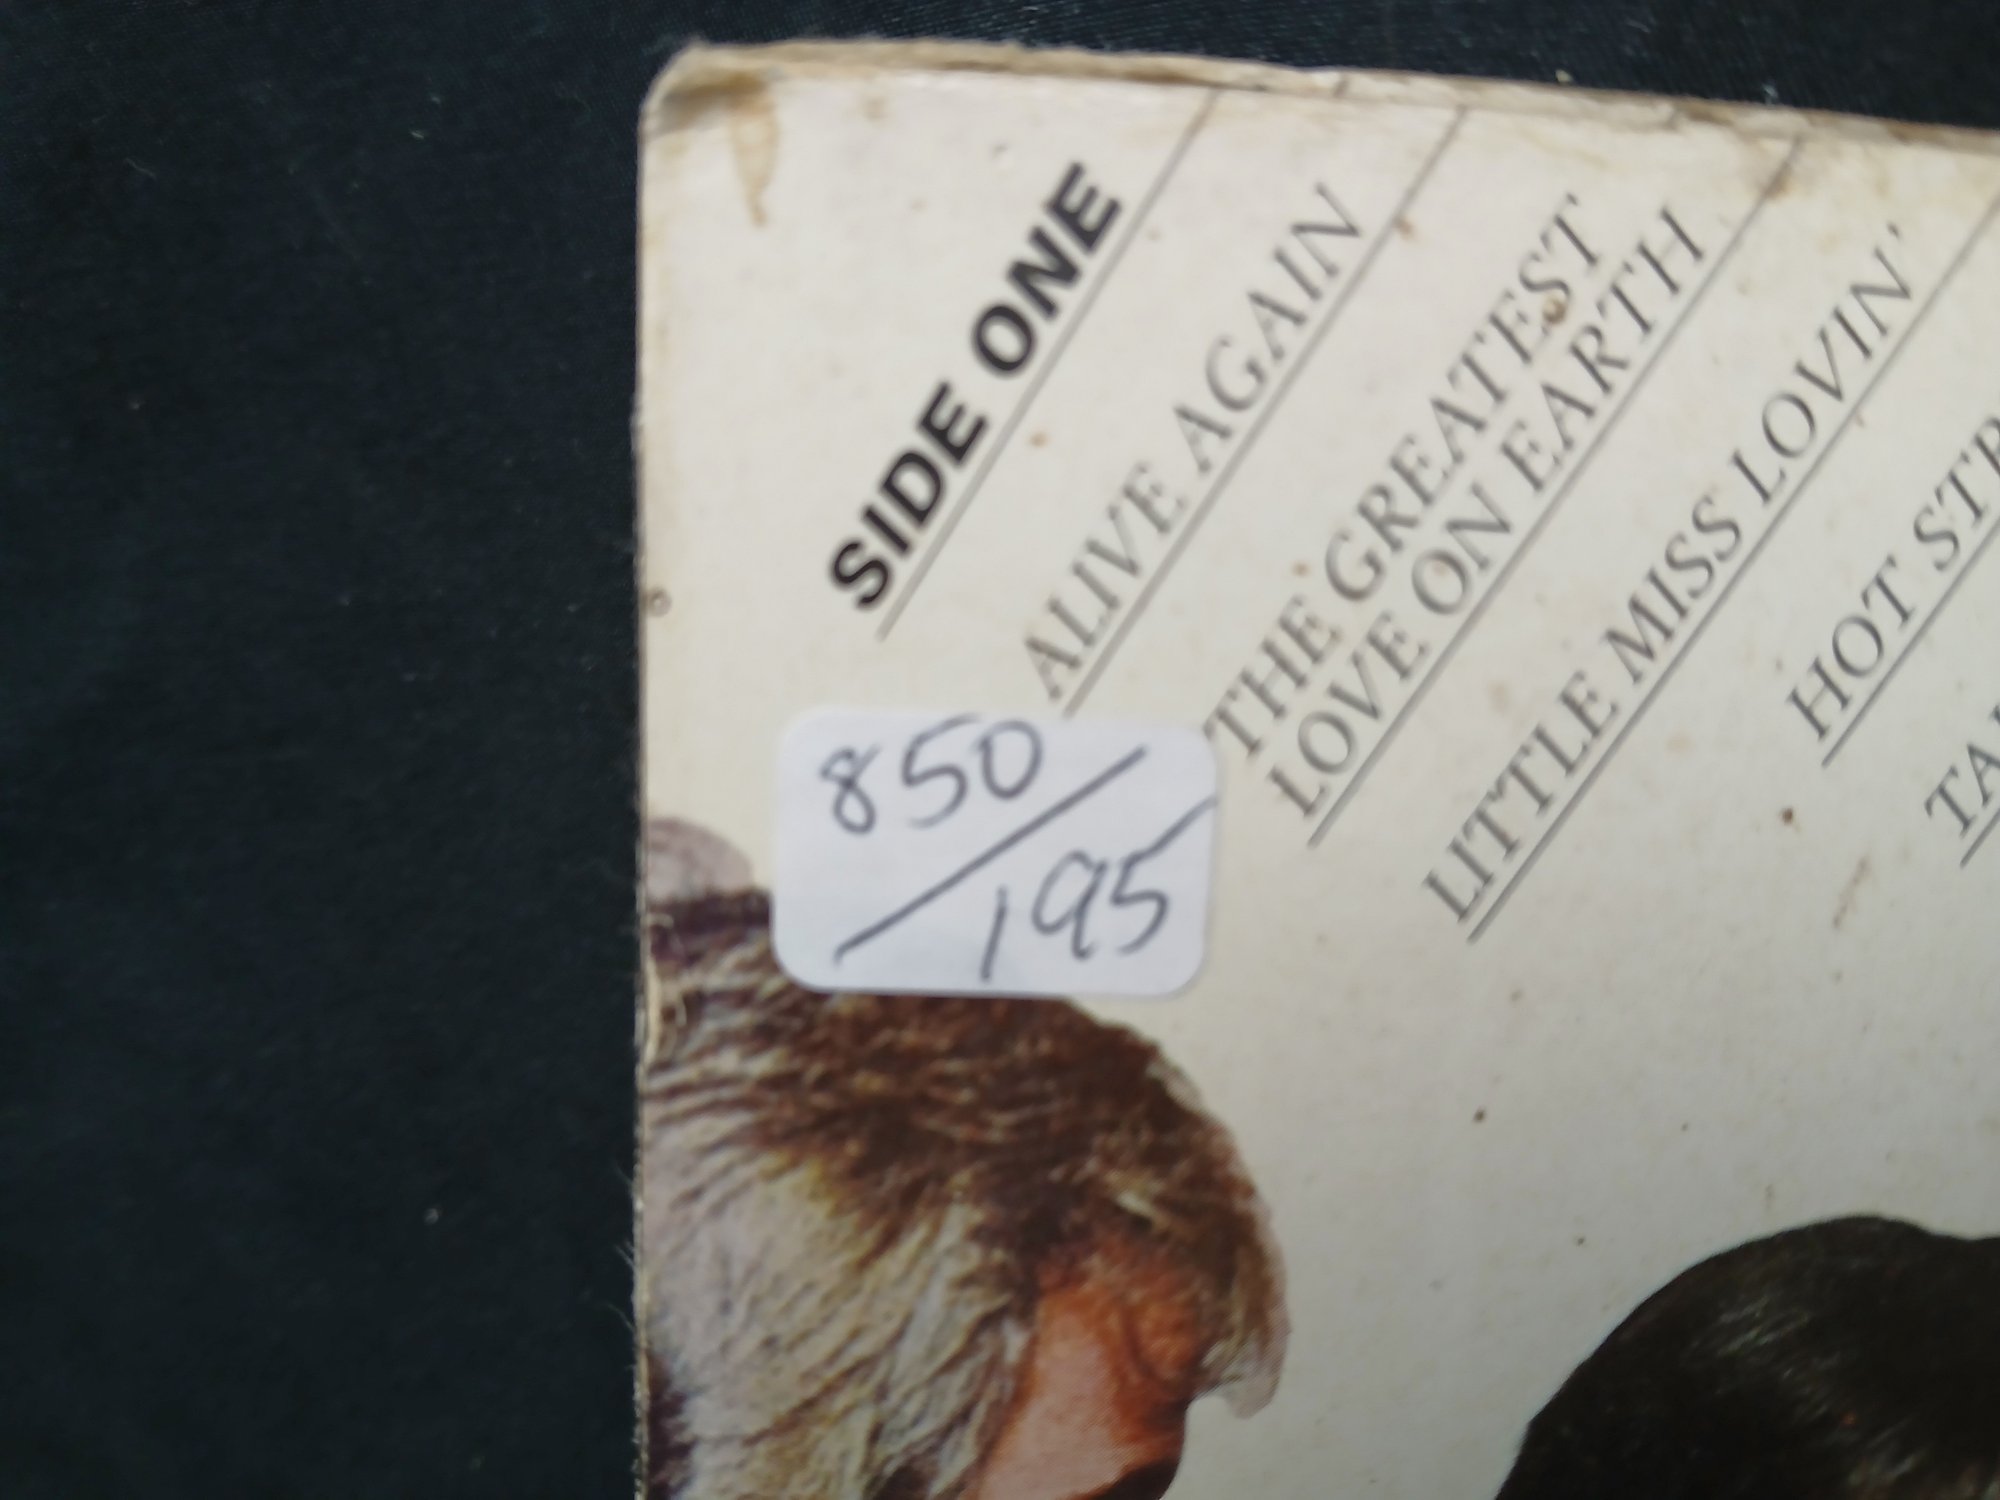 SIDE ONE
ALIVE AGAIN
THE GREATEST
LOVE ON EARTH
LITTLE MISS LOVIN'
HOT
850
/195